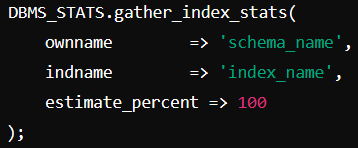 DBMS_STATS.gather_index_stats(
    ownname          => 'schema_name',
    indname          => 'index_name',
    estimate_percent => 100
);